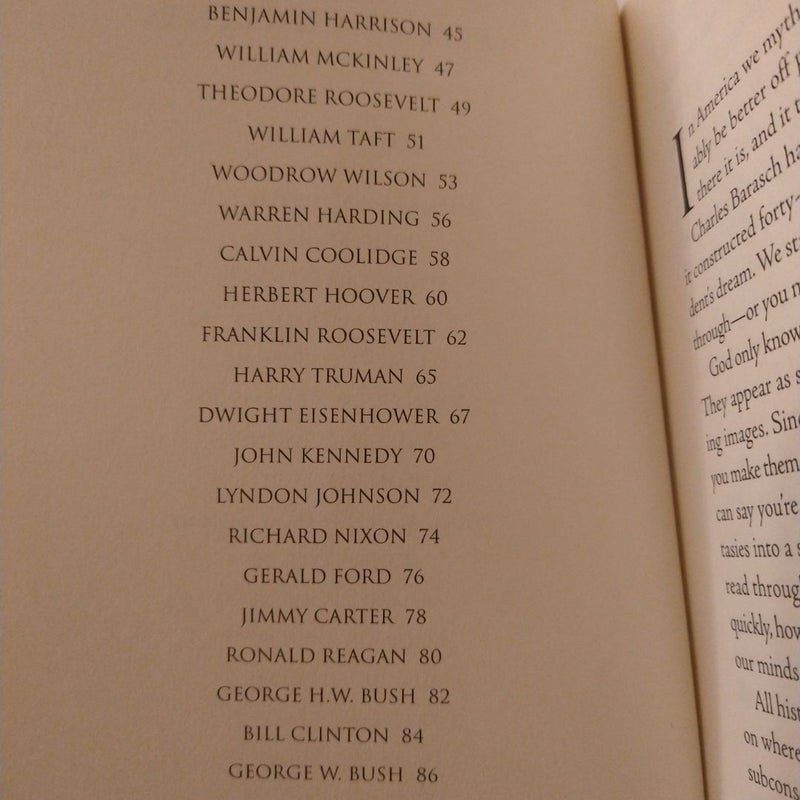 BENJAMIN HARRISON 45
WILLIAM MCKINLEY 47
THEODORE ROOSEVELT 49
WILLIAM TAFT 51
WOODROW WILSON 53
WARREN HARDING 56
CALVIN COOLIDGE 58
HERBERT HOOVER 60
FRANKLIN ROOSEVELT 62
HARRY TRUMAN 65
DWIGHT EISENHOWER 67
JOHN KENNEDY 70
LYNDON JOHNSON 72
RICHARD NIXON 74
GERALD FORD 76
JIMMY CARTER 78
RONALD REAGAN 80
GEORGE H.W. BUSH 82
BILL CLINTON 84
GEORGE W. BUSH 86
In America we myth
ably be better off
there it is, and it
Charles Barasch
it constructed forty-
dent's dream. We
through—or you
God only know
They appear as
ing images.
you make them
can say you're
tasies into a
read through
quickly, how
our minds
All hist
on where
subcons